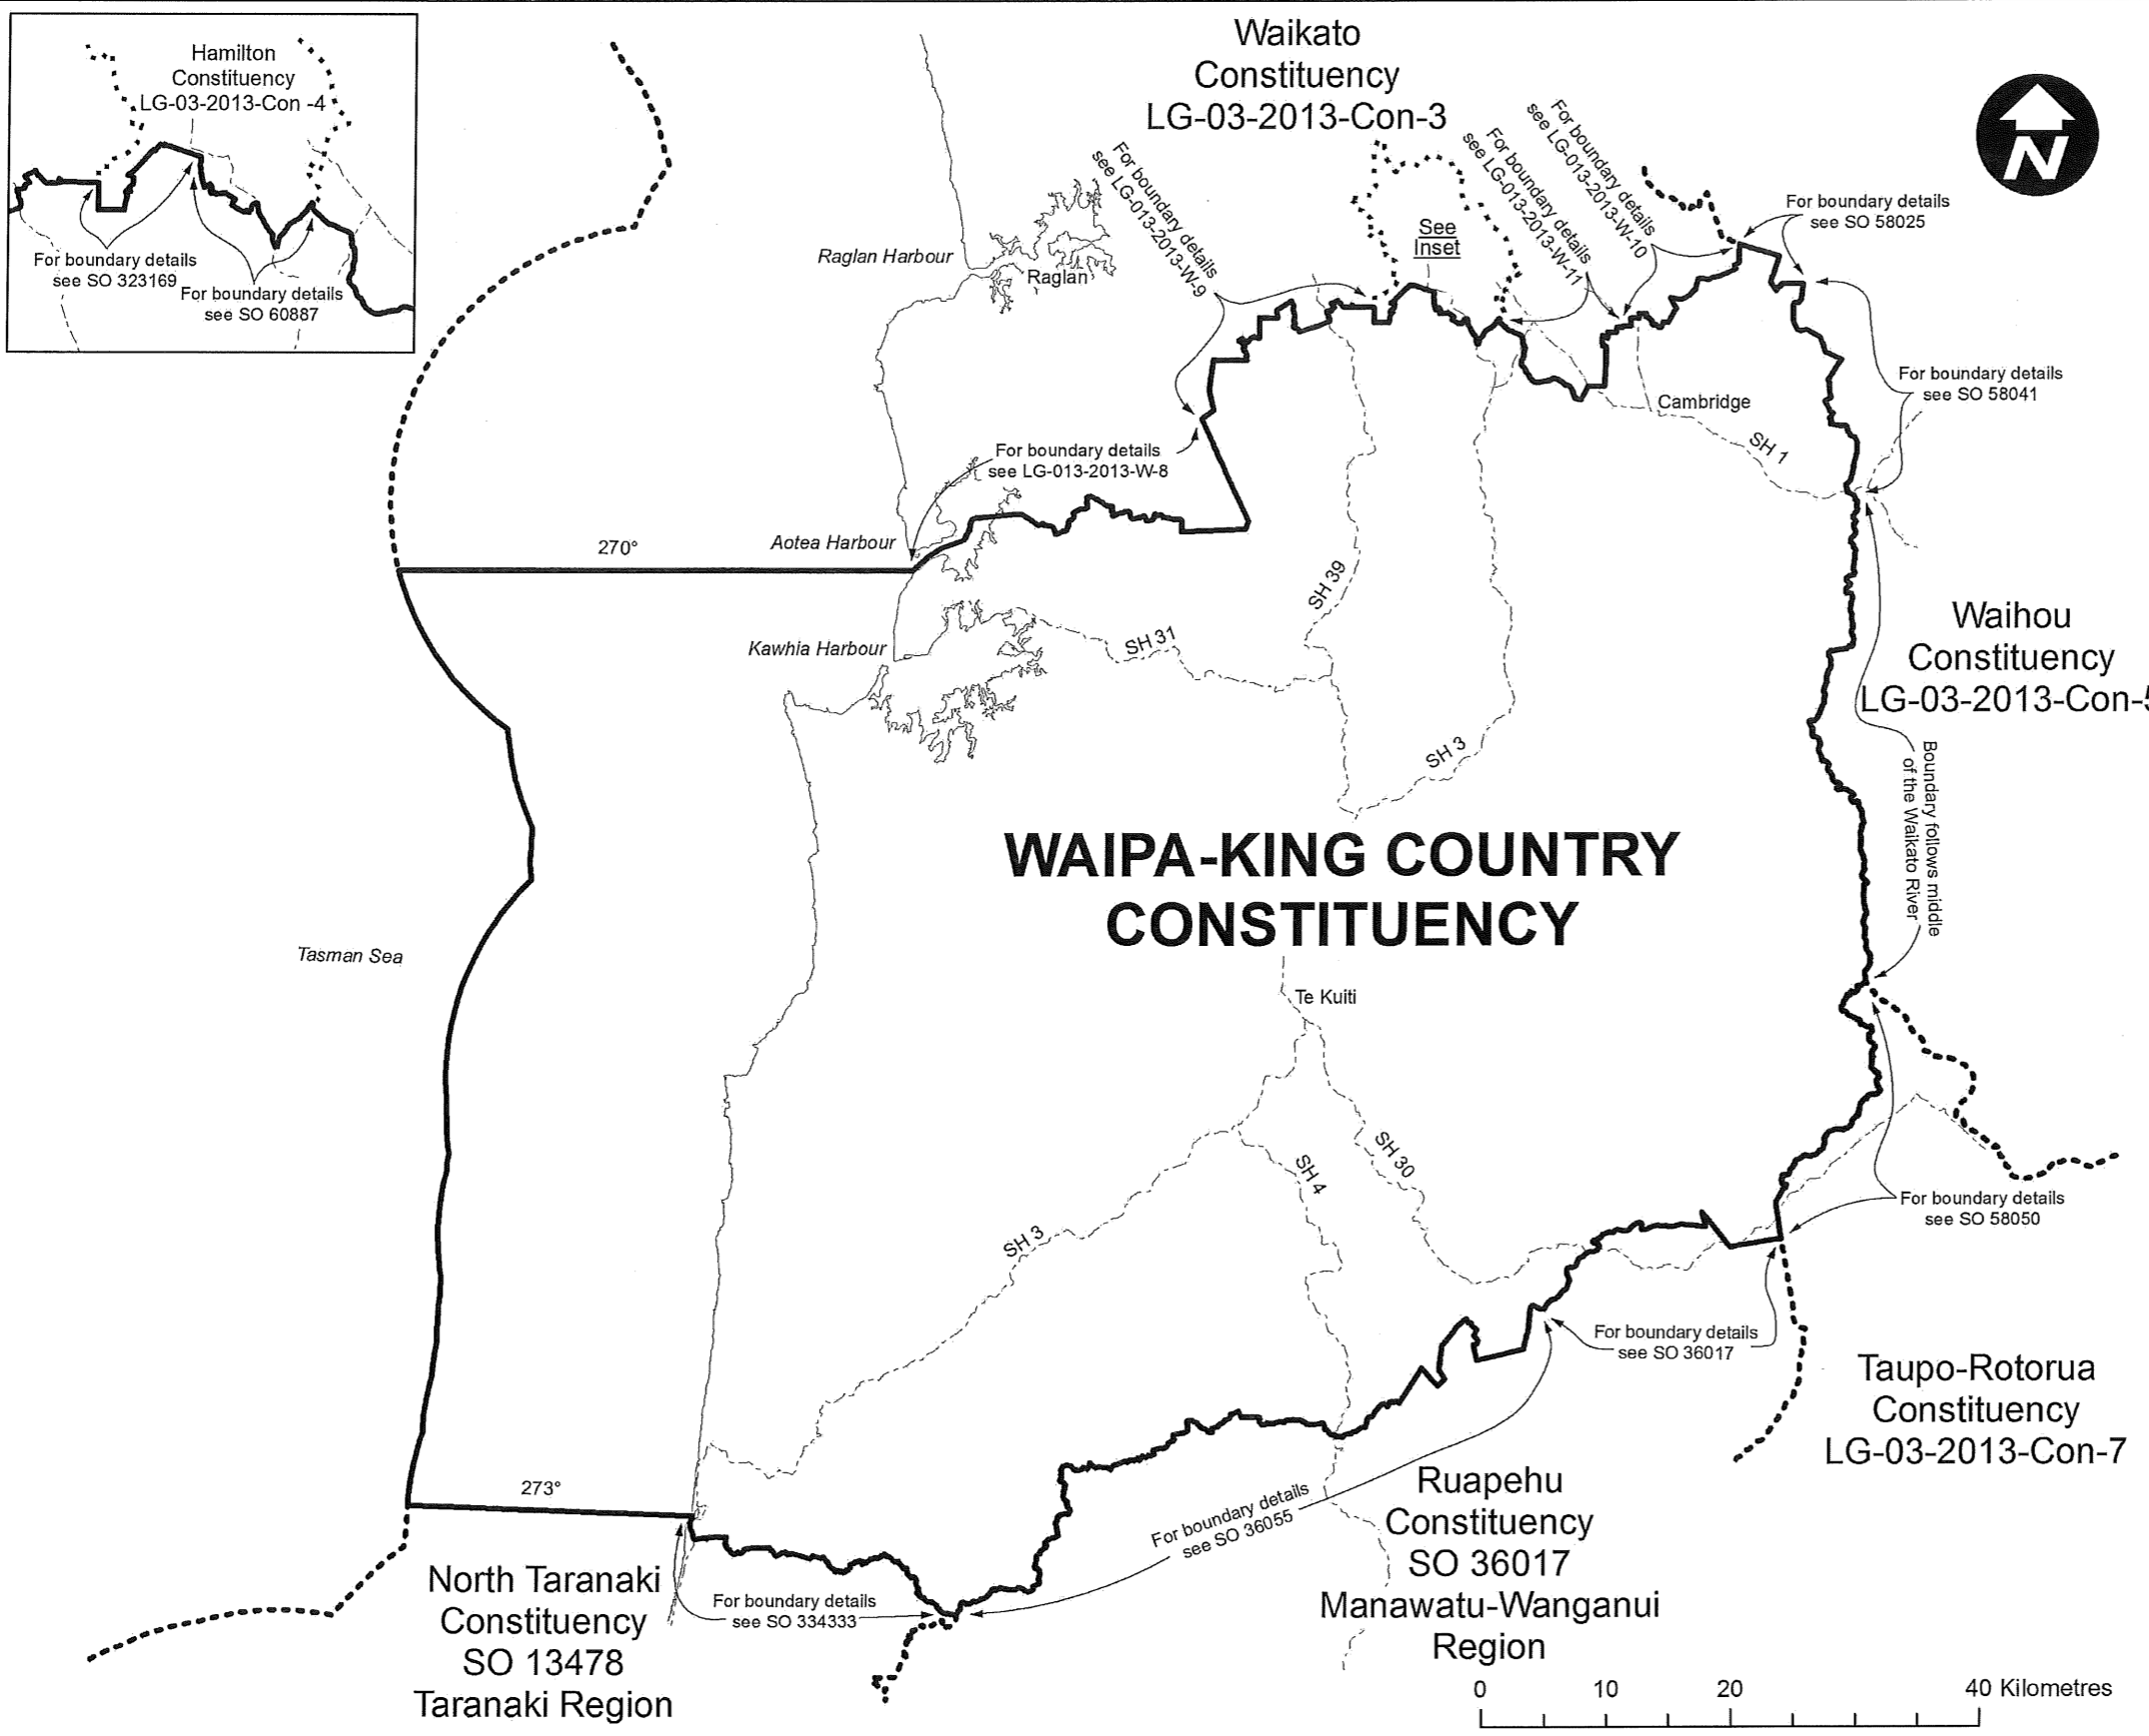 Hamilton
Constituency
LG-03-2013-Con -4
For boundary details
see SO 323169
For boundary details
see SO 60887
Waikato
Constituency
LG-03-2013-Con-3
For boundary details
see LG-013-2013-W-9
See
Inset
For boundary details
see LG-013-2013-W-11
For boundary details
see LG-013-2013-W-10
N
For boundary details
see SO 58025
Raglan Harbour
Raglan
For boundary details
see SO 58041
Cambridge
SH 1
For boundary details
see LG-013-2013-W-8
270°
Aotea Harbour
SH 39
Kawhia Harbour
SH 31
Waihou
Constituency
LG-03-2013-Con-5
SH 3
Boundary follows middle
of the Waikato River
WAIPA-KING COUNTRY
CONSTITUENCY
Tasman Sea
Te Kuiti
SH 30
SH 4
SH 3
For boundary details
see SO 58050
For boundary details
see SO 36017
Taupo-Rotorua
Constituency
LG-03-2013-Con-7
273°
For boundary details
see SO 36055
Ruapehu
Constituency
SO 36017
Manawatu-Wanganui
Region
North Taranaki
Constituency
SO 13478
Taranaki Region
For boundary details
see SO 334333
0 10 20 40 Kilometres